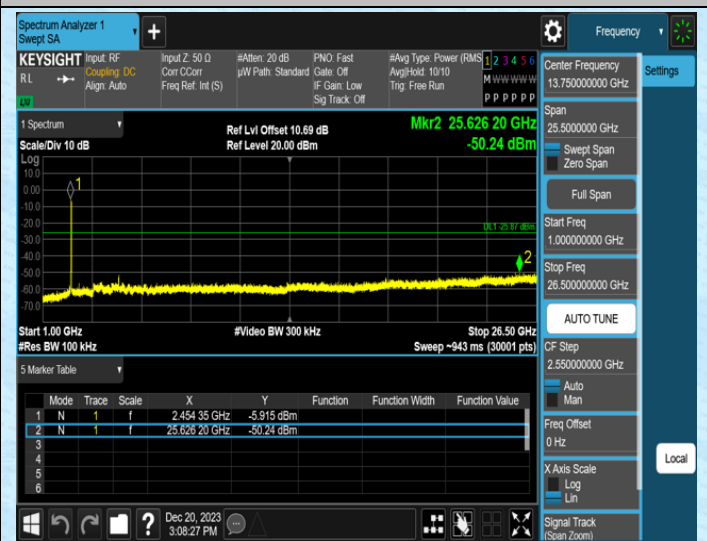 Spectrum Analyzer 1
Swept SA
+
Frequency
KEYSIGHT
RL
LXI
Input: RF
Coupling: DC
Align: Auto
Input Z: 50 Ω
Corr CCorr
Freq Ref: Int (S)
#Atten: 20 dB
µW Path: Standard
PNO: Fast
Gate: Off
IF Gain: Low
Sig Track: Off
#Avg Type: Power (RMS
Avg|Hold: 10/10
Trig: Free Run
1 2 3 4 5 6
M W W W W W
P P P P P P
1 Spectrum
Scale/Div 10 dB
Ref Lvl Offset 10.69 dB
Ref Level 20.00 dBm
Mkr2 25.626 20 GHz
-50.24 dBm
Log
10.0
0.00
-10.0
-20.0
-30.0
-40.0
-50.0
-60.0
-70.0
1
DL1 -25.87 dBm
2
Start 1.00 GHz
#Res BW 100 kHz
#Video BW 300 kHz
Stop 26.50 GHz
Sweep ~943 ms (30001 pts)
5 Marker Table
Mode Trace Scale X Y Function Function Width Function Value
1 N 1 f 2.454 35 GHz -5.915 dBm
2 N 1 f 25.626 20 GHz -50.24 dBm
3
4
5
6
?
Dec 20, 2023
3:08:27 PM
Center Frequency
13.750000000 GHz
Span
25.5000000 GHz
Swept Span
Zero Span
Full Span
Start Freq
1.000000000 GHz
Stop Freq
26.500000000 GHz
AUTO TUNE
CF Step
2.550000000 GHz
Auto
Man
Freq Offset
0 Hz
X Axis Scale
Log
Lin
Signal Track
(Span Zoom)
Settings
Local